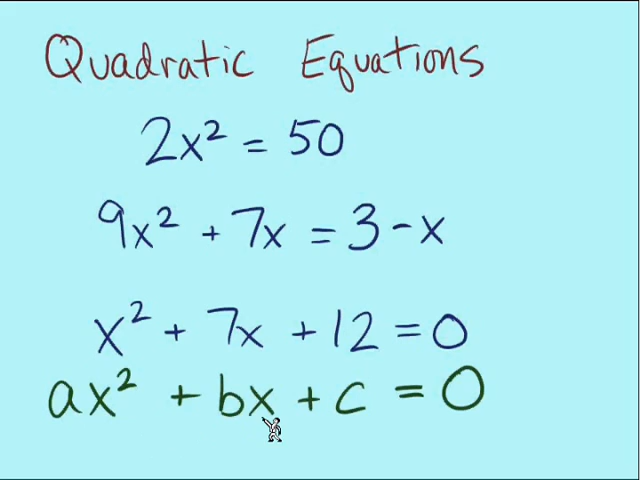 Quadratic Equations
2x² = 50
9x² + 7x = 3 - x
x² + 7x + 12 = 0
ax² + bx + c = 0